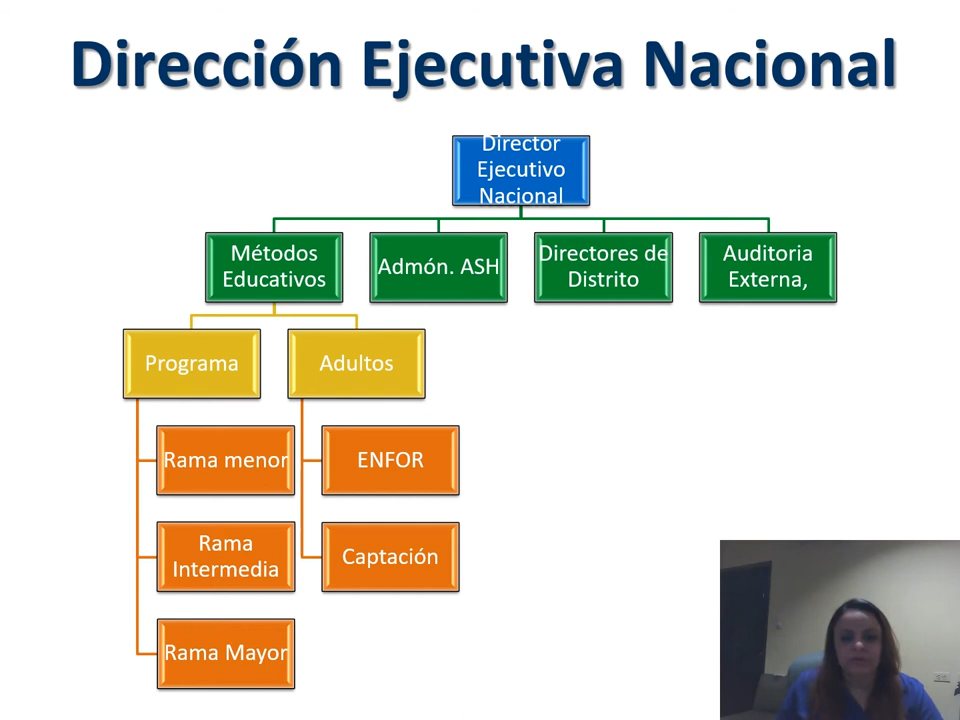 Dirección Ejecutiva Nacional
Director
Ejecutivo
Nacional
Métodos
Educativos
Admón. ASH
Directores de
Distrito
Auditoria
Externa,
Programa
Adultos
Rama menor
ENFOR
Rama
Intermedia
Captación
Rama Mayor